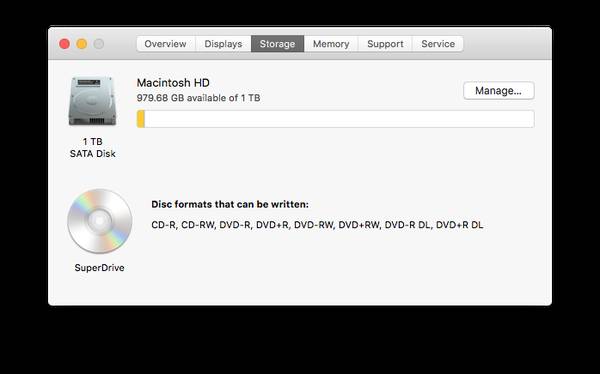 Overview Displays Storage Memory Support Service
Macintosh HD
979.68 GB available of 1 TB
Manage...
1 TB
SATA Disk
Disc formats that can be written:
CD-R, CD-RW, DVD-R, DVD+R, DVD-RW, DVD+RW, DVD-R DL, DVD+R DL
SuperDrive